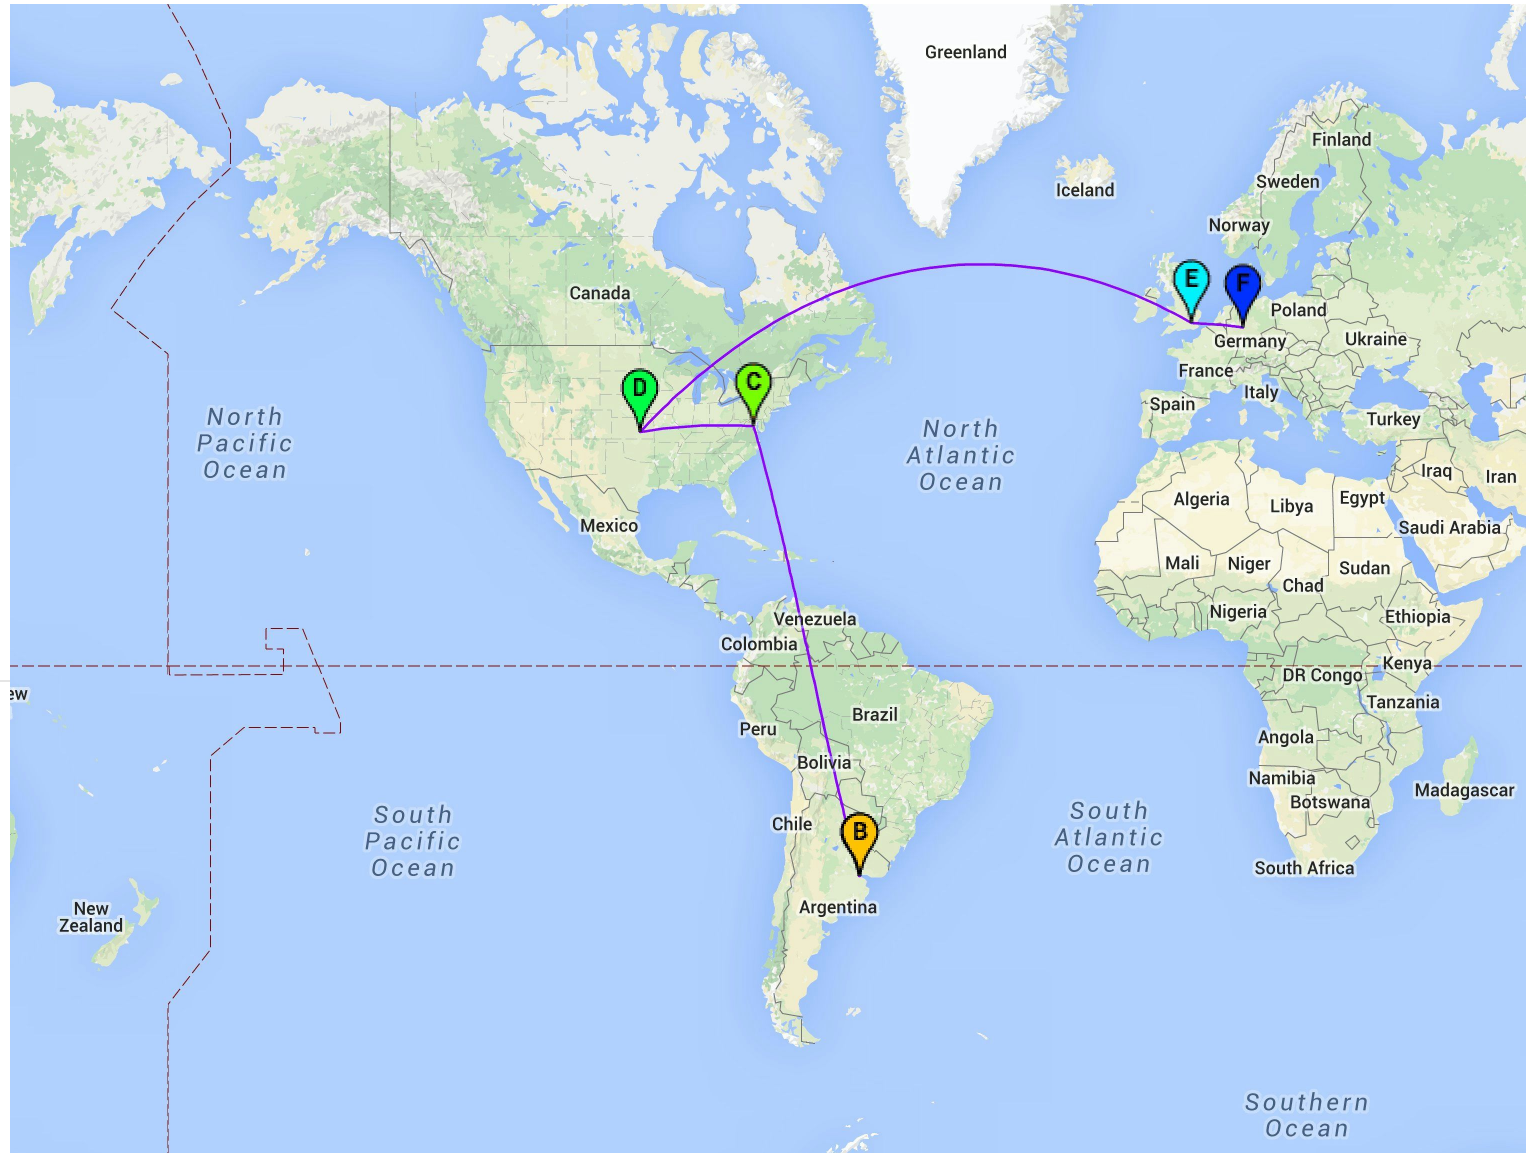 Greenland
Finland
Iceland
Sweden
Norway
E
F
Canada
Poland
Germany
Ukraine
France
D
C
Italy
Spain
Turkey
North
Pacific
Ocean
North
Atlantic
Ocean
Iraq
Iran
Algeria
Libya
Egypt
Mexico
Saudi Arabia
Mali
Niger
Sudan
Chad
Nigeria
Ethiopia
Venezuela
Colombia
Kenya
DR Congo
ew
Tanzania
Brazil
Peru
Angola
Bolivia
Namibia
Madagascar
Botswana
South
Pacific
Ocean
Chile
B
South
Atlantic
Ocean
South Africa
New
Zealand
Argentina
Southern
Ocean